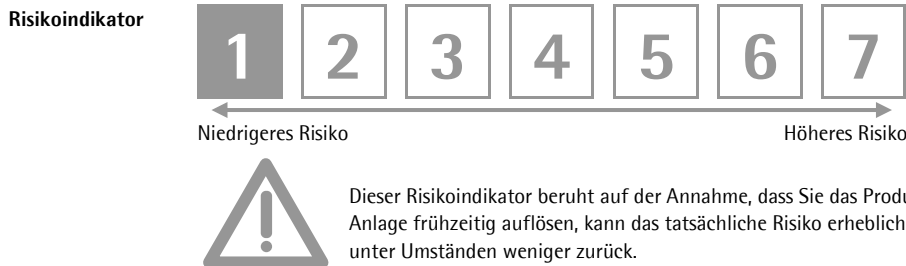 Risikoindikator
1 2 3 4 5 6 7
Niedrigeres Risiko Höheres Risiko
Dieser Risikoindikator beruht auf der Annahme, dass Sie das
Anlage frühzeitig auflösen, kann das tatsächliche Risiko erheblich
unter Umständen weniger zurück.